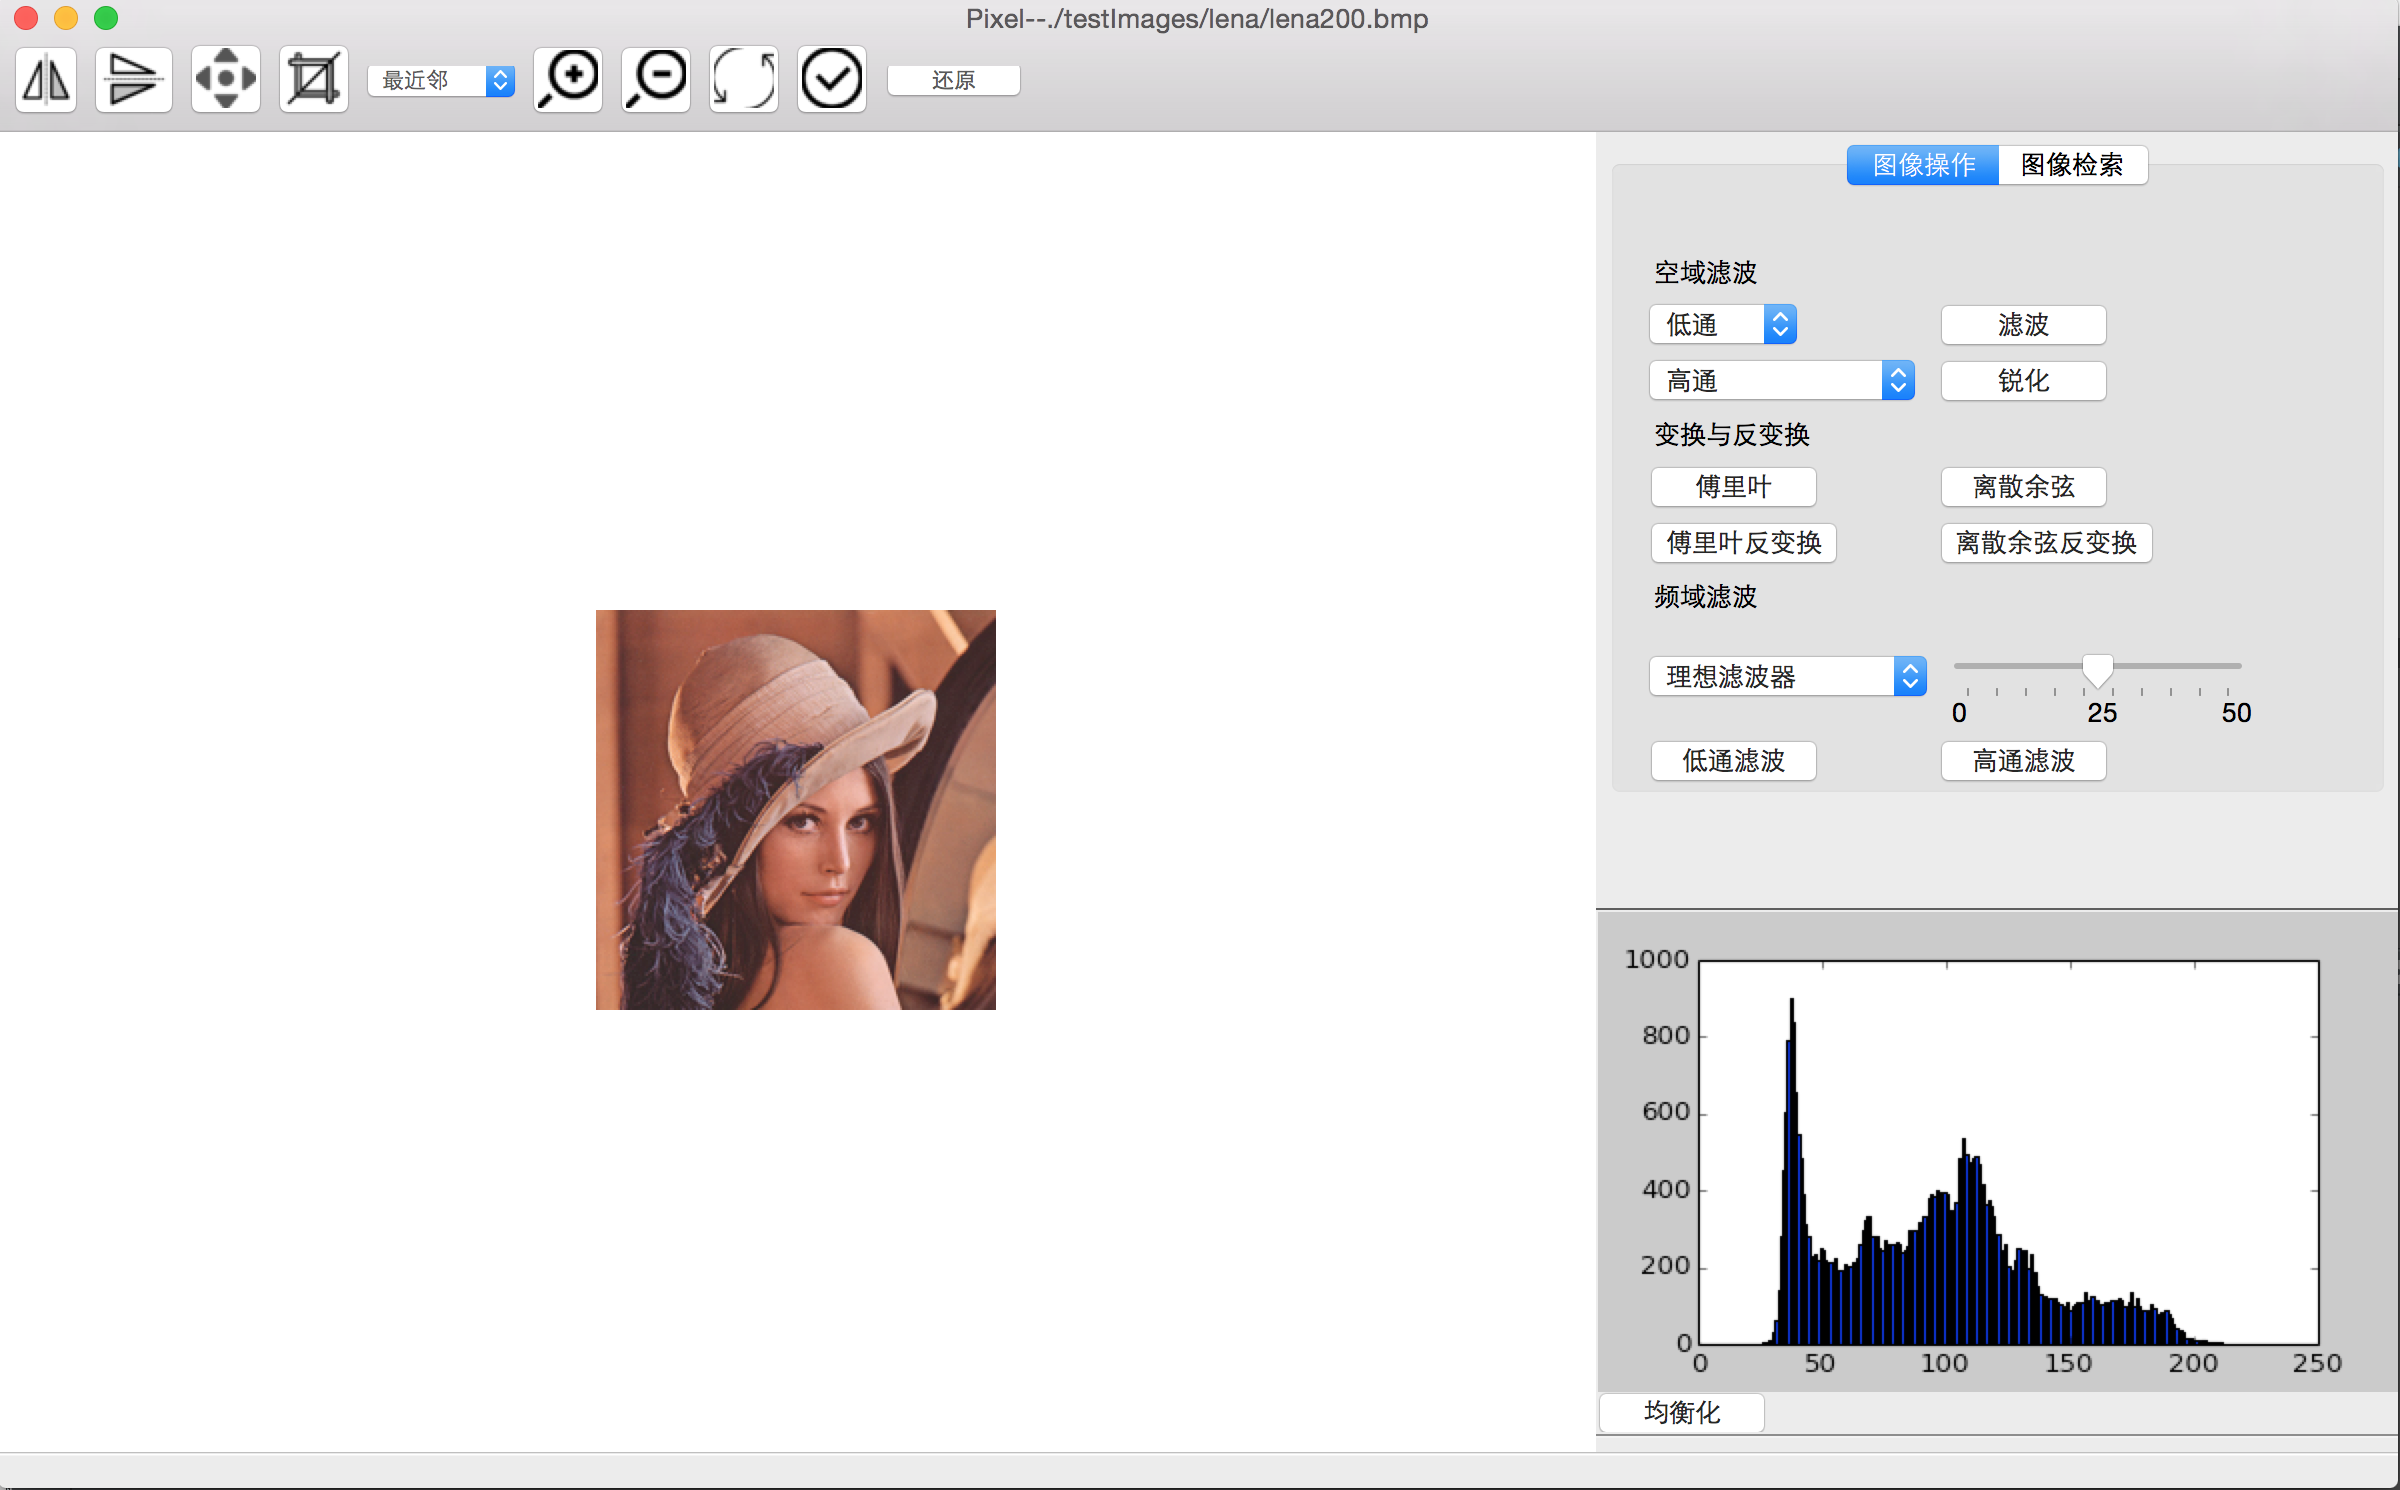 Pixel--./testImages/lena/lena200.bmp
最近邻 还原
图像操作 图像检索
空域滤波
低通 滤波
高通 锐化
变换与反变换
傅里叶 离散余弦
傅里叶反变换 离散余弦反变换
频域滤波
理想滤波器
0 25 50
低通滤波 高通滤波
1000
800
600
400
200
0
0 50 100 150 200 250
均衡化